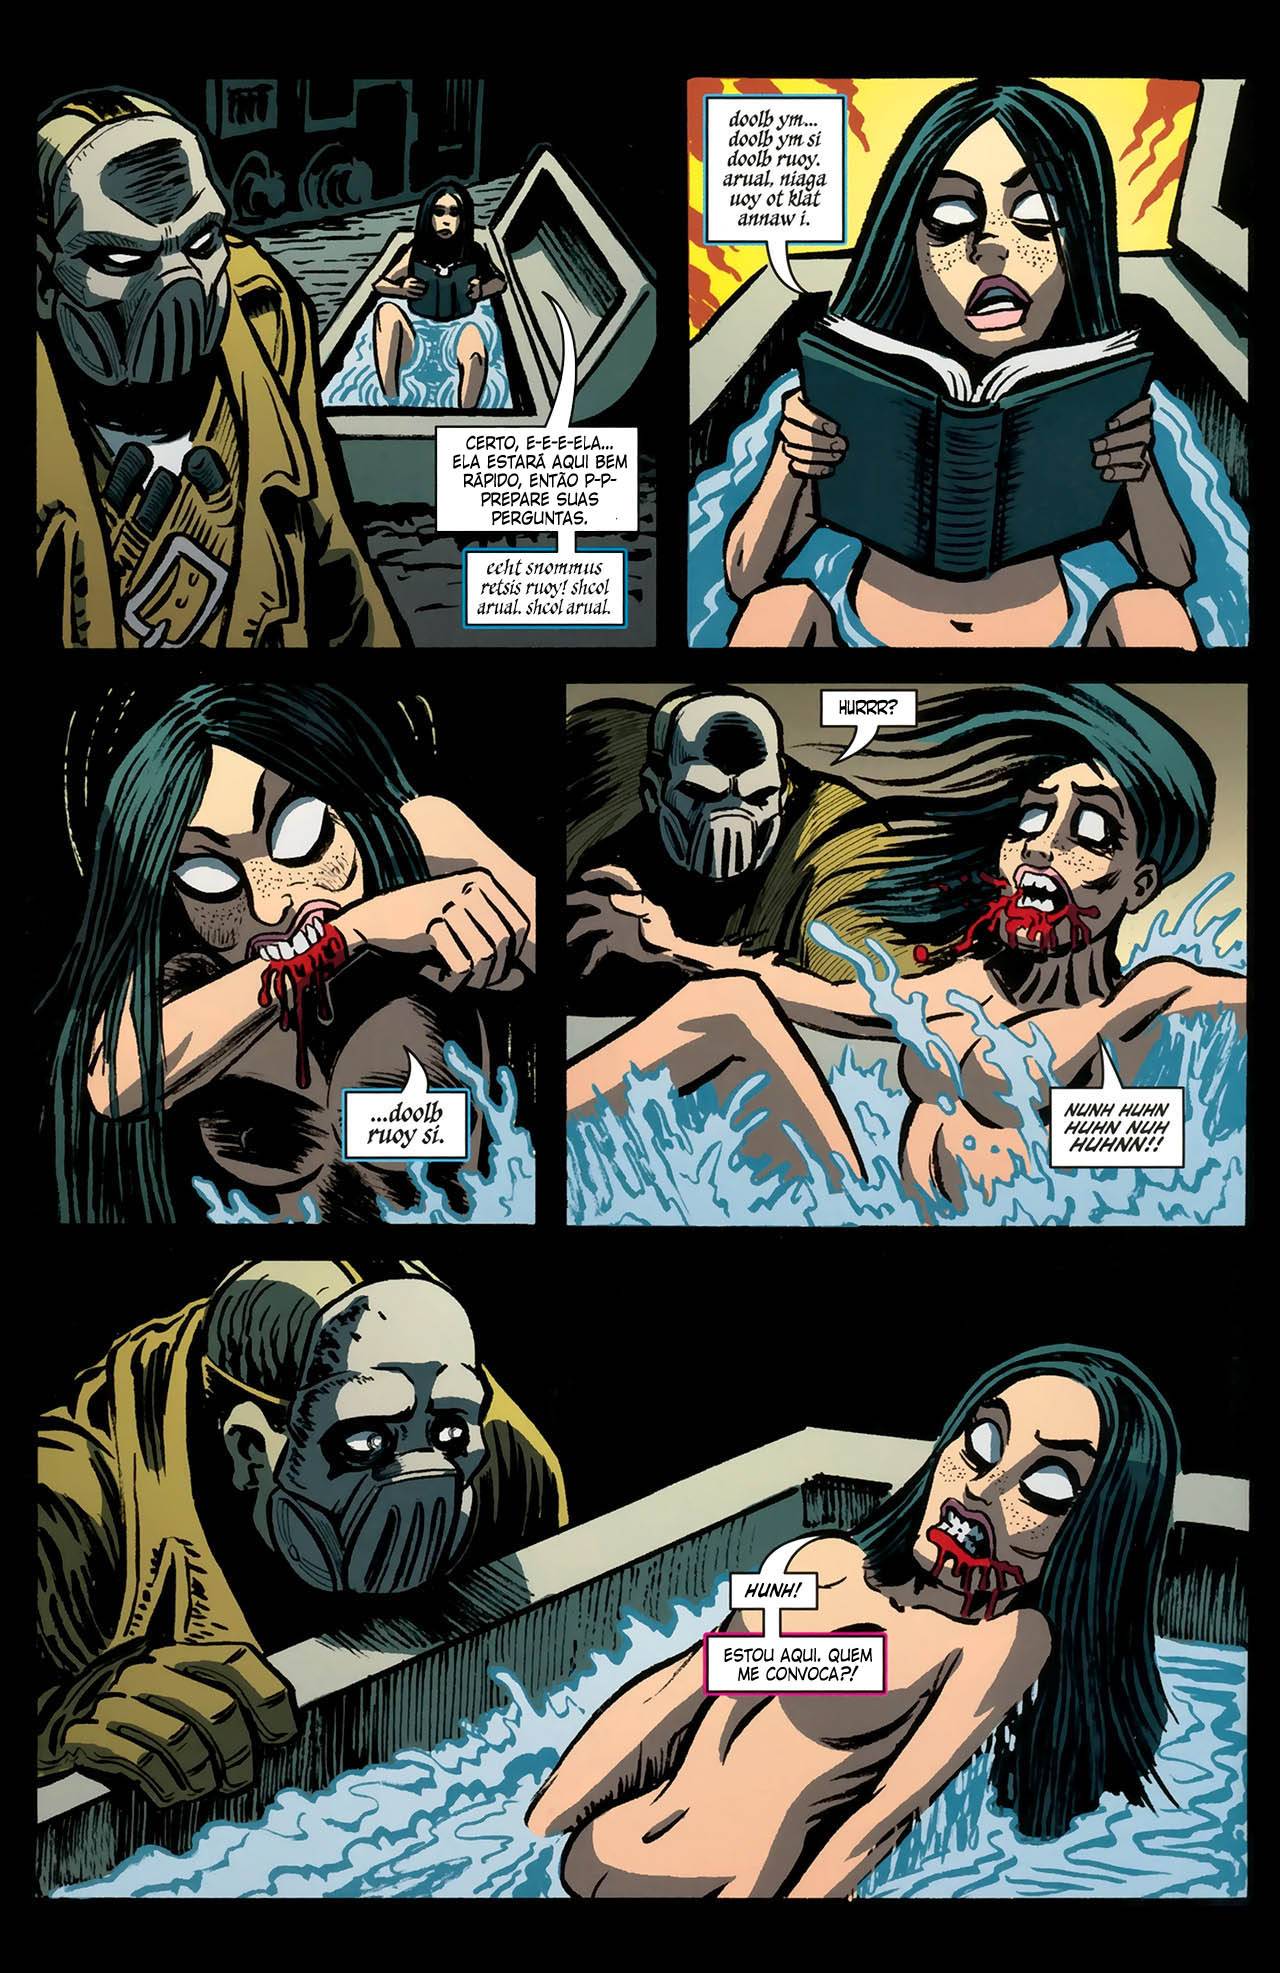 CERTO, E-E-E-ELA...
ELA ESTARÁ AQUI BEM
RÁPIDO, ENTÃO P-P-
PREPARE SUAS
PERGUNTAS.
echt snommus
retsis ruoy! shcol
arual. shcol arual.
doolb ym...
doolb ym si
doolb ruoy.
arual, niaga
uoy ot klat
annaw i.
...doolb
ruoy si.
HURRR?
NUNH HUHN
HUHN NUH
HUHNN!!
HUNH!
ESTOU AQUI. QUEM
ME CONVOCA?!